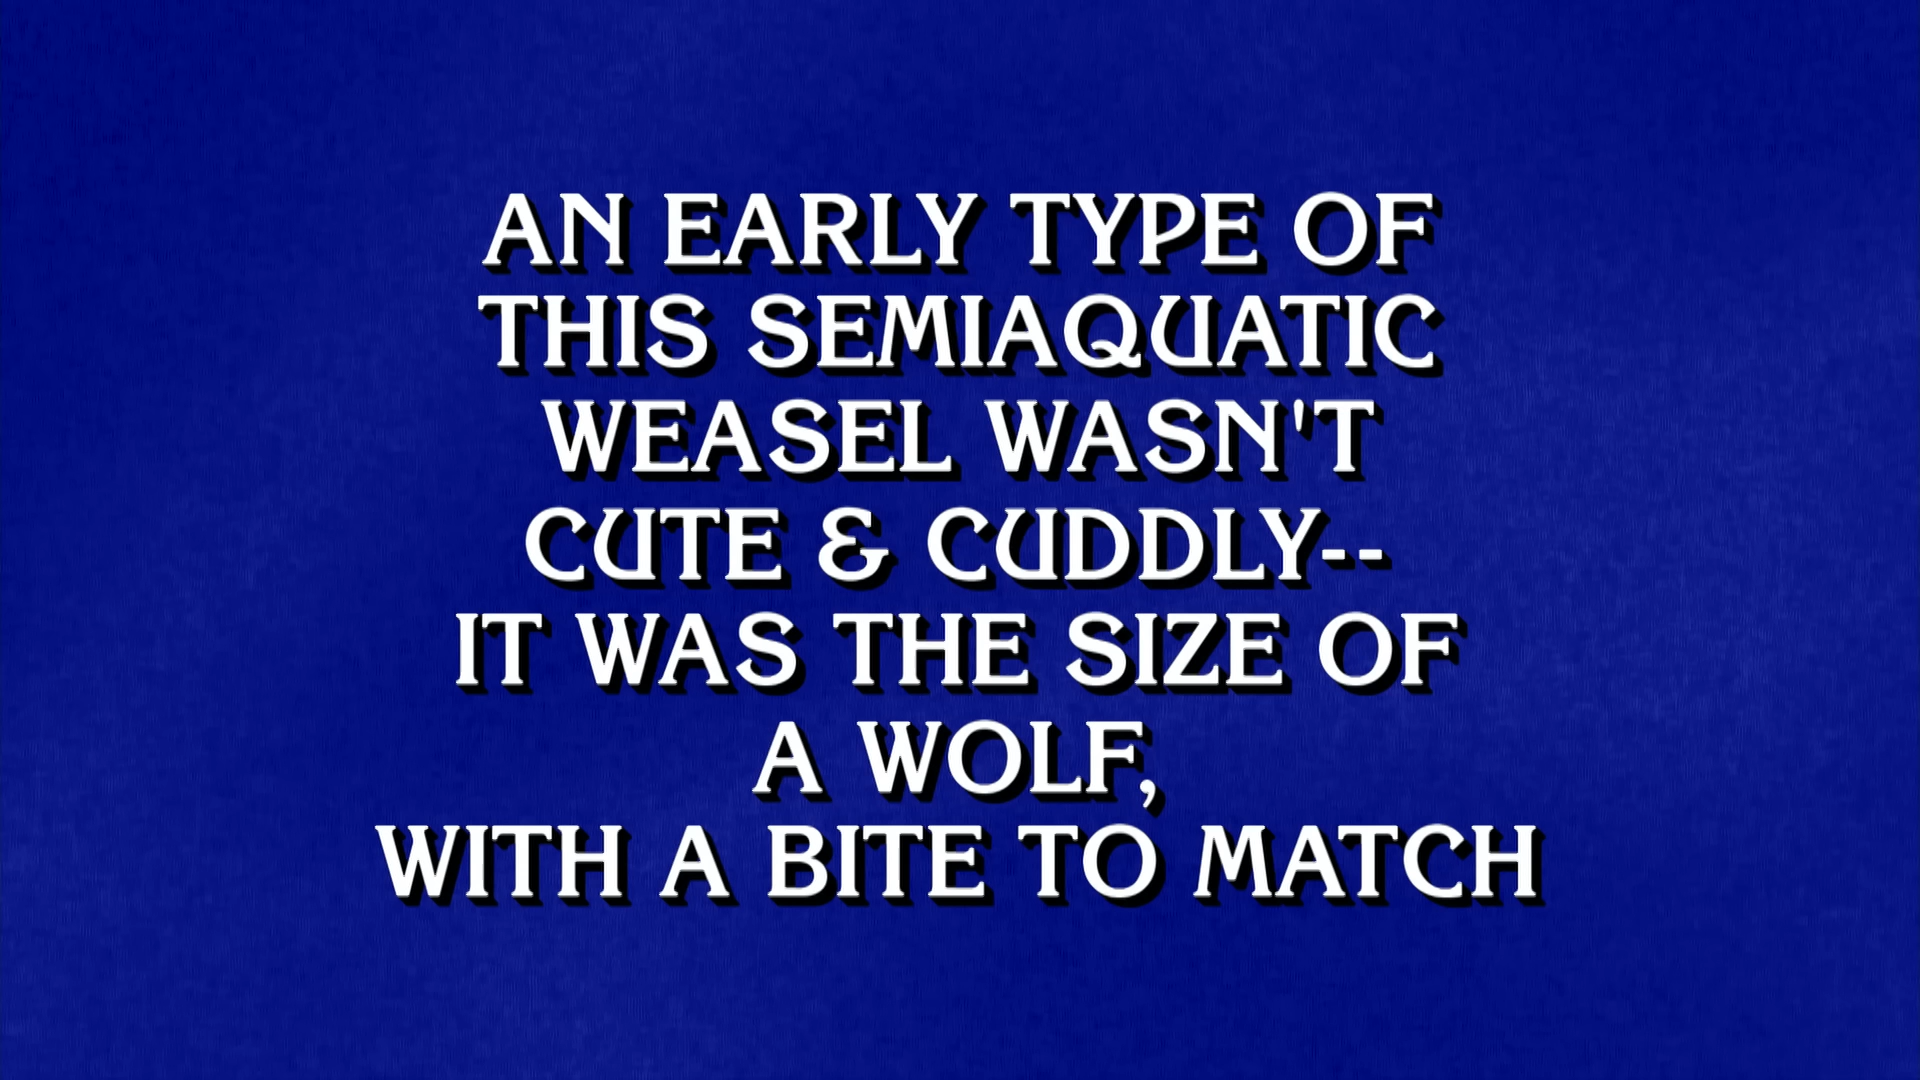 AN EARLY TYPE OF
THIS SEMIAQUATIC
WEASEL WASN'T
CUTE & CUDDLY--
IT WAS THE SIZE OF
A WOLF,
WITH A BITE TO MATCH